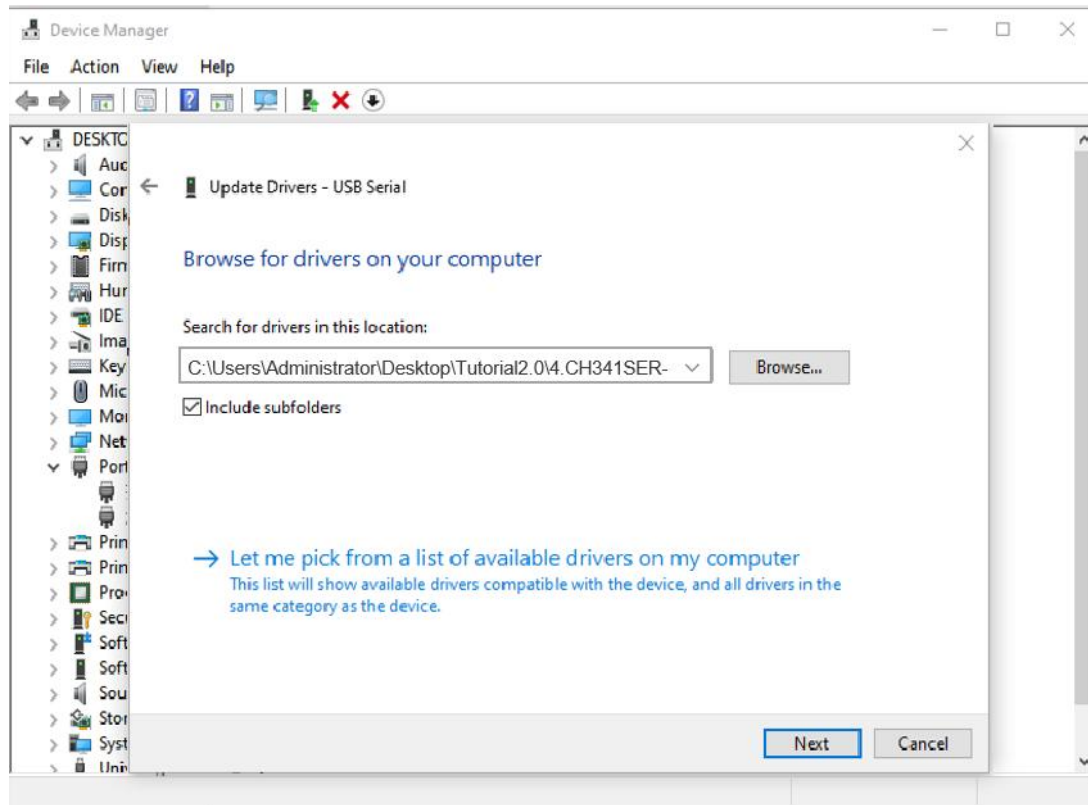 Device Manager
File Action View Help
DESKTC
Auc
Cor
Update Drivers - USB Serial
Disk
Disp
Browse for drivers on your computer
Firn
Hur
IDE
Search for drivers in this location:
Ima
Key
C:\Users\Administrator\Desktop\Tutorial2.0\4.CH341SER-
Browse...
Mic
Include subfolders
Mor
Net
Port
Prin
Let me pick from a list of available drivers on my computer
Prin
This list will show available drivers compatible with the device, and all drivers in the
Pro
same category as the device.
Secu
Soft
Soft
Sou
Stor
Syst
Next Cancel
Univ